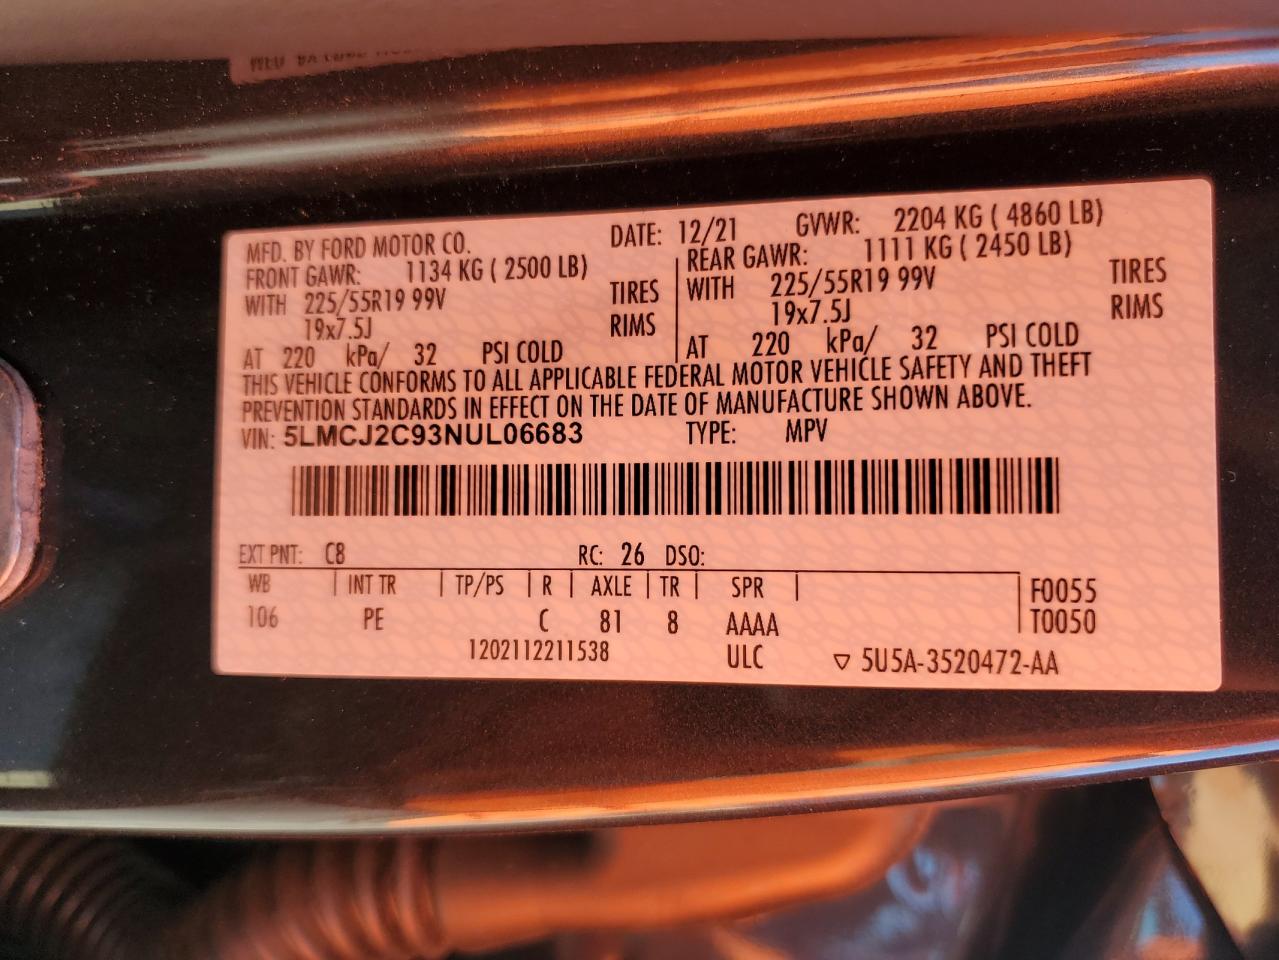 MFD. BY FORD MOTOR CO. DATE: 12/21 GVWR: 2204 KG ( 4860 LB)
FRONT GAWR: 1134 KG ( 2500 LB) REAR GAWR: 1111 KG ( 2450 LB)
WITH 225/55R19 99V TIRES WITH 225/55R19 99V TIRES
19x7.5J RIMS 19x7.5J RIMS
AT 220 kPa/ 32 PSI COLD AT 220 kPa/ 32 PSI COLD
THIS VEHICLE CONFORMS TO ALL APPLICABLE FEDERAL MOTOR VEHICLE SAFETY AND THEFT
PREVENTION STANDARDS IN EFFECT ON THE DATE OF MANUFACTURE SHOWN ABOVE.
VIN: 5LMCJ2C93NUL06683 TYPE: MPV
EXT PNT: C8 RC: 26 DSO:
WB INT TR TP/PS R AXLE TR SPR F0055
106 PE C 81 8 AAAA T0050
1202112211538 ULC ▽ 5U5A-3520472-AA